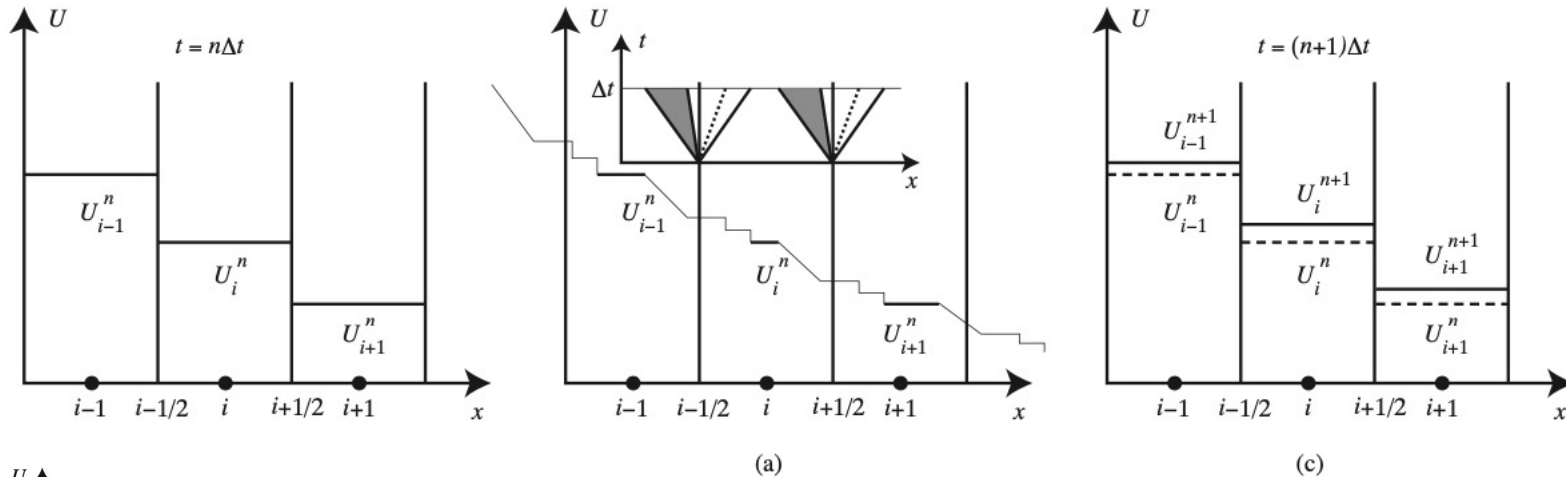 U
t = nΔt
U_{i–1}^n
U_i^n
U_{i+1}^n
i–1 i–1/2 i i+1/2 i+1 x
U
t
Δt
x
U_{i–1}^n
U_i^n
U_{i+1}^n
i–1 i–1/2 i i+1/2 i+1
(a)
U
t = (n+1)Δt
U_{i–1}^{n+1}
U_{i–1}^n
U_i^{n+1}
U_i^n
U_{i+1}^{n+1}
U_{i+1}^n
i–1 i–1/2 i i+1/2 i+1 x
(c)
U